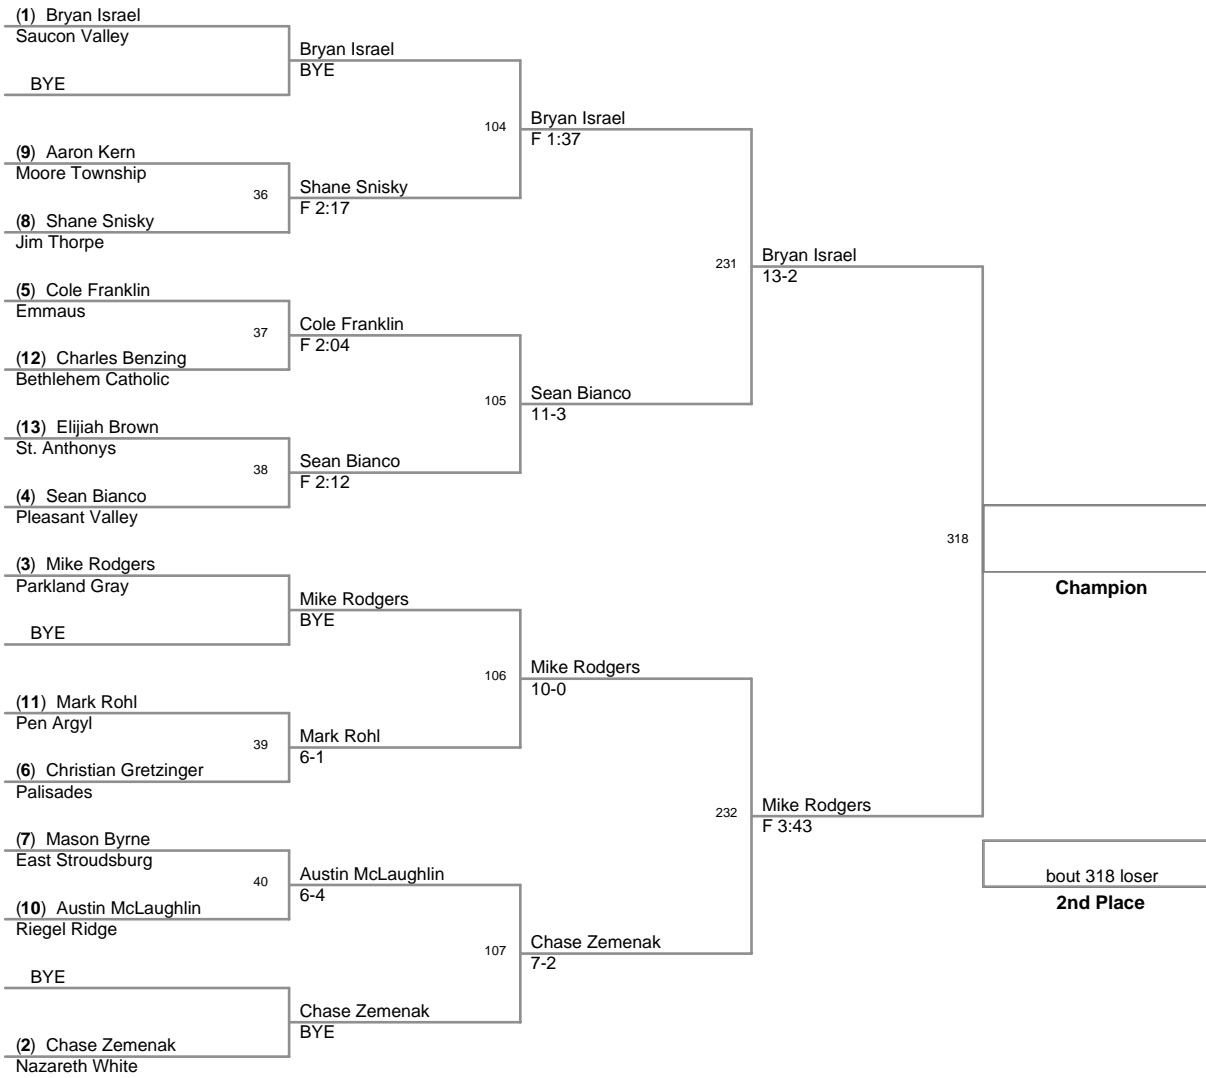 (1) Bryan Israel
Saucon Valley
Bryan Israel
BYE
BYE
104
Bryan Israel
F 1:37
(9) Aaron Kern
Moore Township
36
Shane Snisky
F 2:17
(8) Shane Snisky
Jim Thorpe
231
Bryan Israel
13-2
(5) Cole Franklin
Emmaus
37
Cole Franklin
F 2:04
(12) Charles Benzing
Bethlehem Catholic
105
Sean Bianco
11-3
(13) Elijiah Brown
St. Anthonys
38
Sean Bianco
F 2:12
(4) Sean Bianco
Pleasant Valley
318
Champion
(3) Mike Rodgers
Parkland Gray
Mike Rodgers
BYE
BYE
106
Mike Rodgers
10-0
(11) Mark Rohl
Pen Argyl
39
Mark Rohl
6-1
(6) Christian Gretzinger
Palisades
232
Mike Rodgers
F 3:43
(7) Mason Byrne
East Stroudsburg
40
Austin McLaughlin
6-4
(10) Austin McLaughlin
Riegel Ridge
bout 318 loser
2nd Place
107
Chase Zemenak
7-2
BYE
Chase Zemenak
BYE
(2) Chase Zemenak
Nazareth White